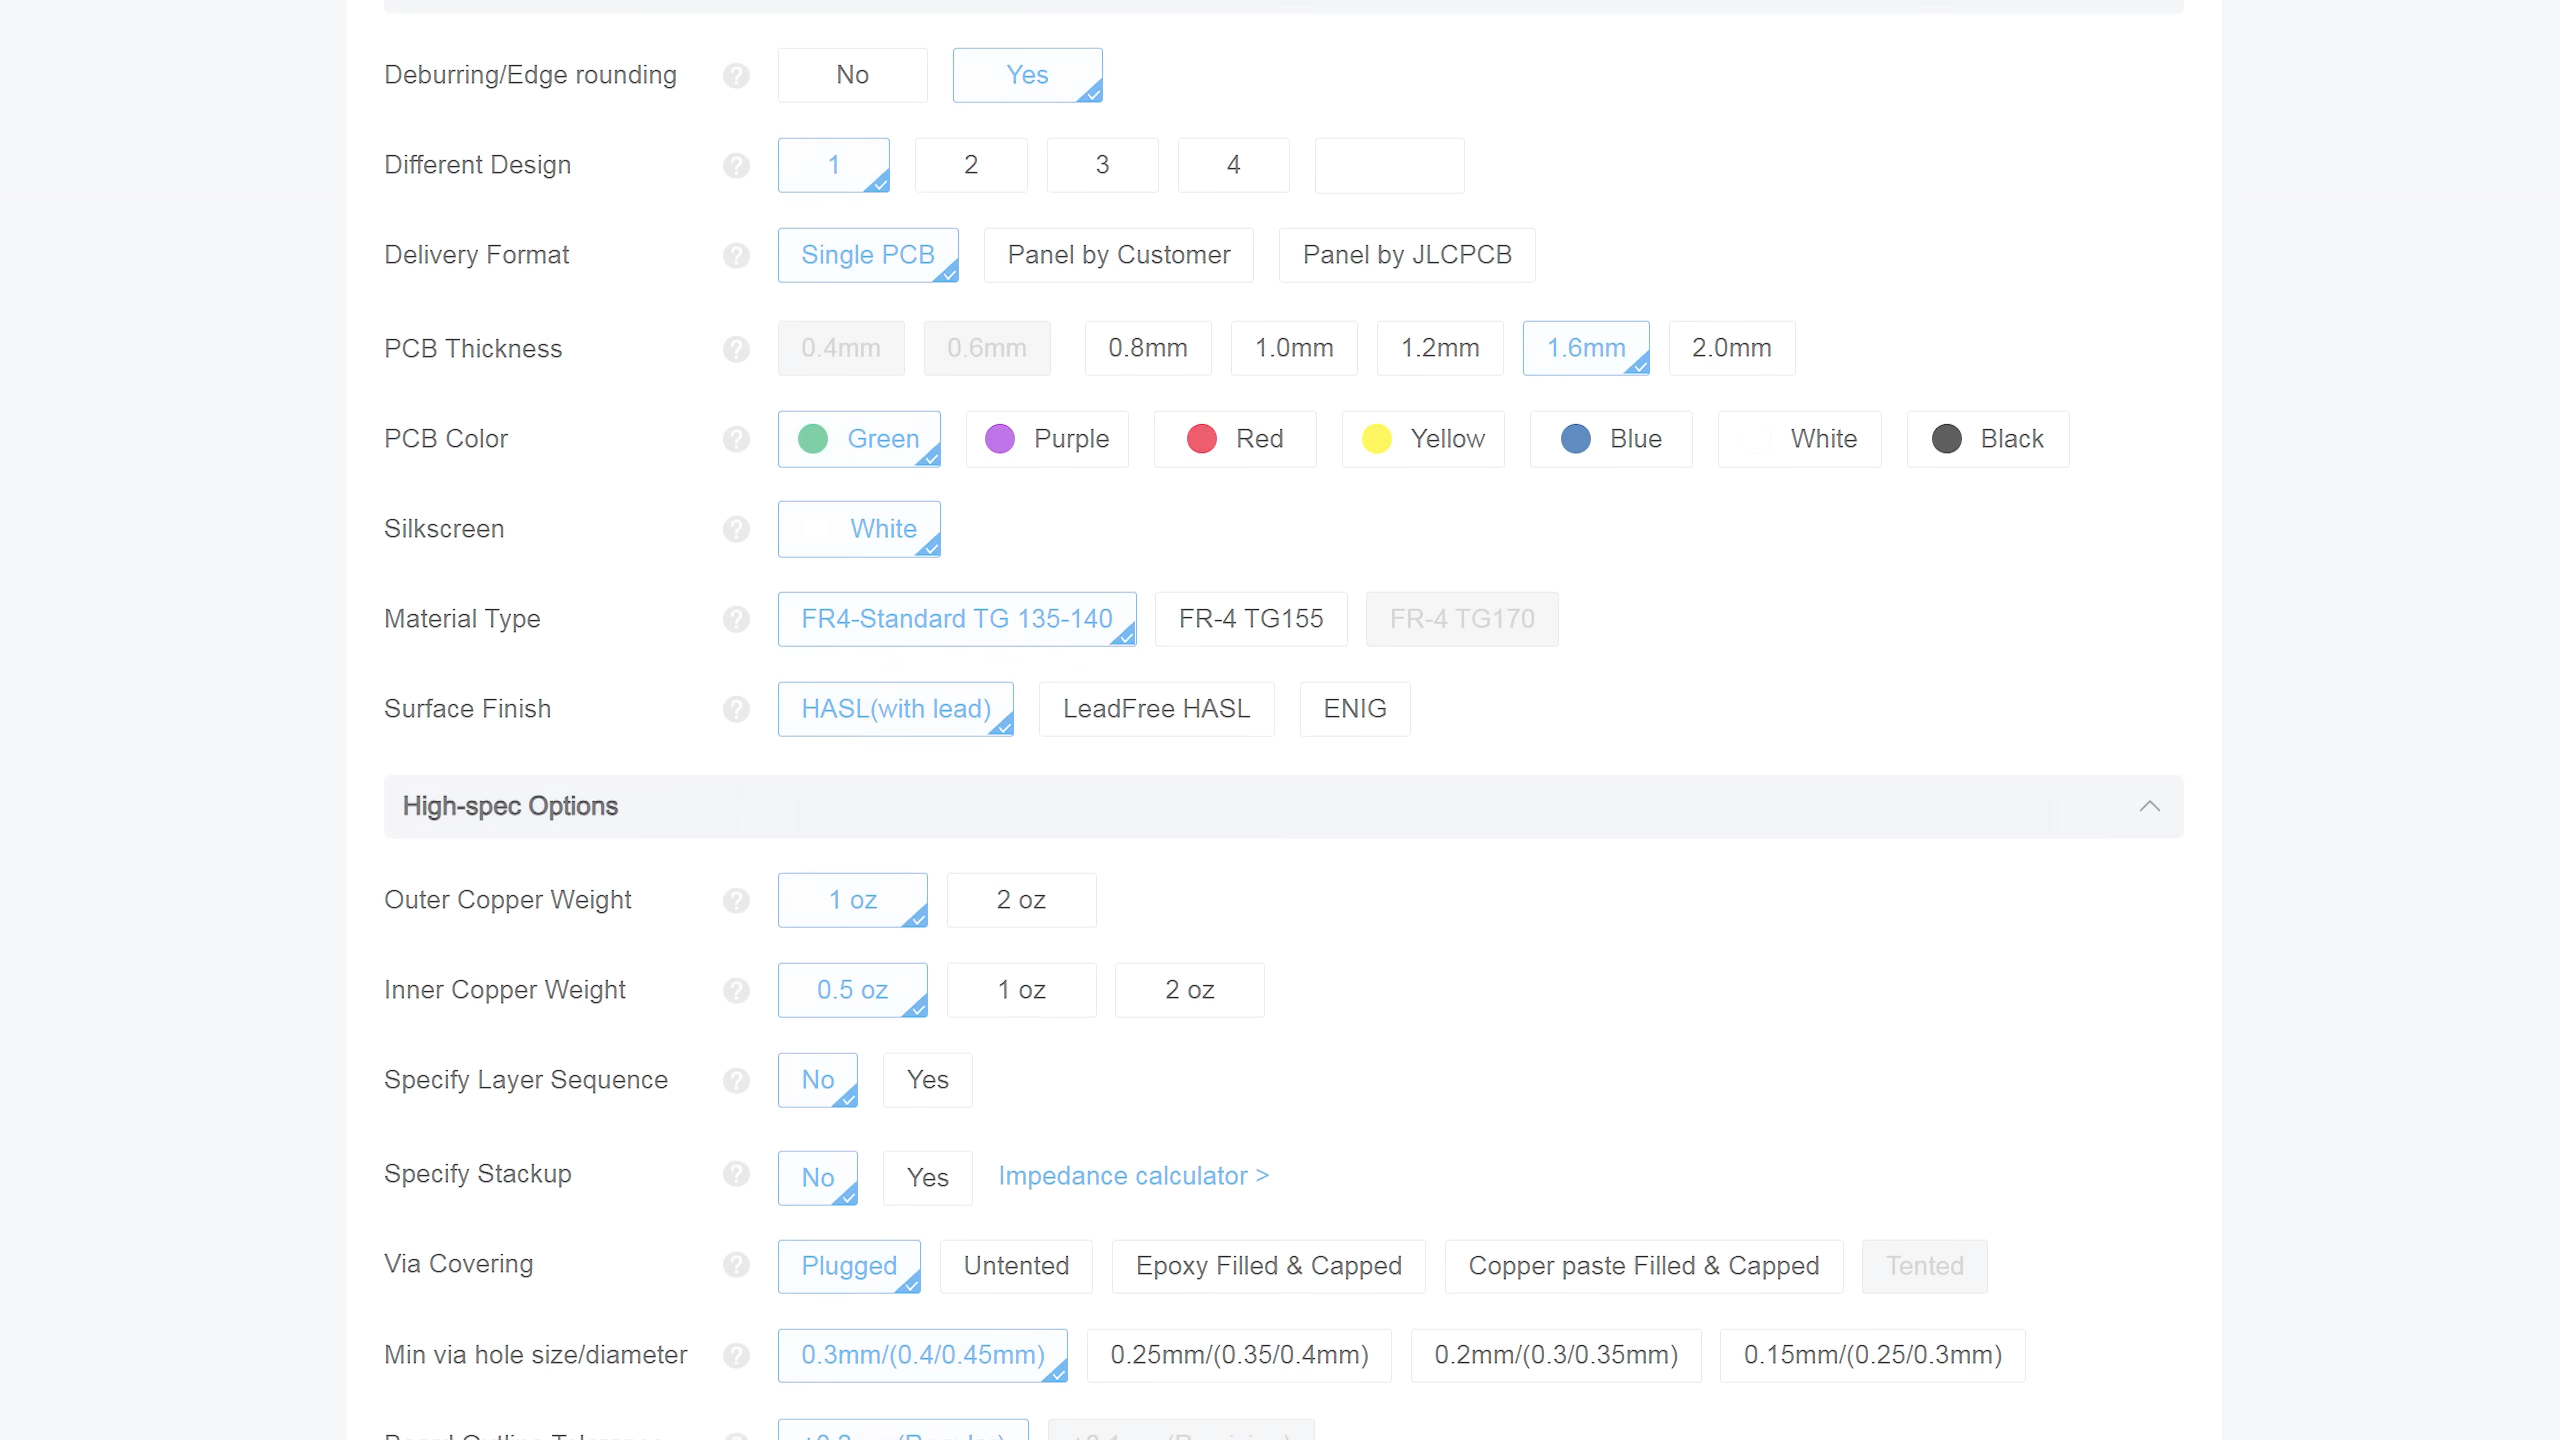 Deburring/Edge rounding ? No Yes
Different Design ? 1 2 3 4
Delivery Format ? Single PCB Panel by Customer Panel by JLCPCB
PCB Thickness ? 0.4mm 0.6mm 0.8mm 1.0mm 1.2mm 1.6mm 2.0mm
PCB Color ? Green Purple Red Yellow Blue White Black
Silkscreen ? White
Material Type ? FR4-Standard TG 135-140 FR-4 TG155 FR-4 TG170
Surface Finish ? HASL(with lead) LeadFree HASL ENIG
High-spec Options
Outer Copper Weight ? 1 oz 2 oz
Inner Copper Weight ? 0.5 oz 1 oz 2 oz
Specify Layer Sequence ? No Yes
Specify Stackup ? No Yes Impedance calculator >
Via Covering ? Plugged Untented Epoxy Filled & Capped Copper paste Filled & Capped Tented
Min via hole size/diameter ? 0.3mm/(0.4/0.45mm) 0.25mm/(0.35/0.4mm) 0.2mm/(0.3/0.35mm) 0.15mm/(0.25/0.3mm)